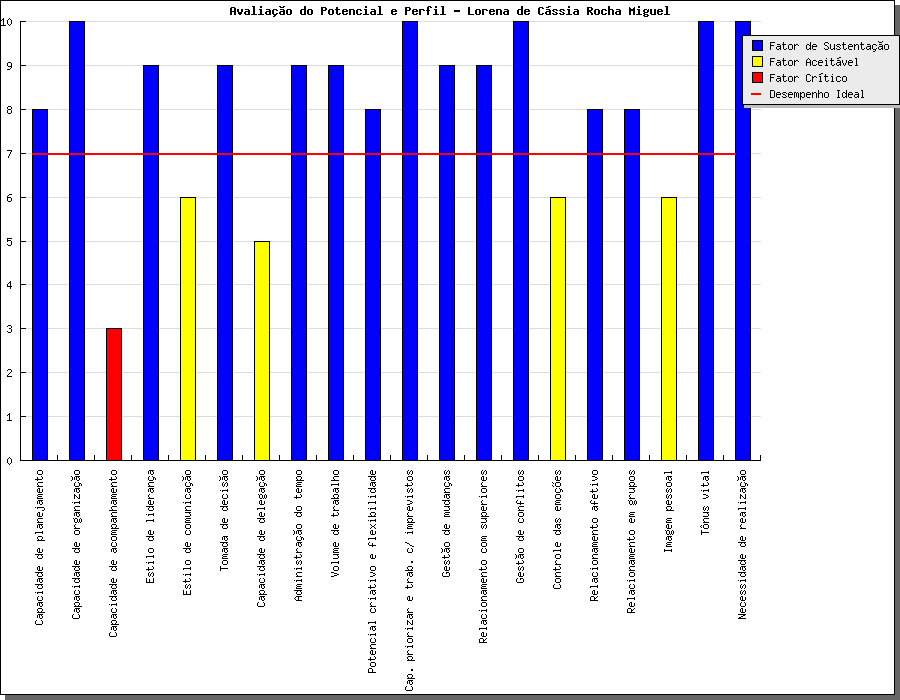 Avaliação do Potencial e Perfil - Lorena de Cássia Rocha Miguel
10
9
8
7
6
5
4
3
2
1
0
Fator de Sustentação
Fator Aceitável
Fator Crítico
Desempenho Ideal
Capacidade de planejamento
Capacidade de organização
Capacidade de acompanhamento
Estilo de liderança
Estilo de comunicação
Tomada de decisão
Capacidade de delegação
Administração do tempo
Volume de trabalho
Potencial criativo e flexibilidade
Cap. priorizar e trab. c/ imprevistos
Gestão de mudanças
Relacionamento com superiores
Gestão de conflitos
Controle das emoções
Relacionamento afetivo
Relacionamento em grupos
Imagem pessoal
Tônus vital
Necessidade de realização